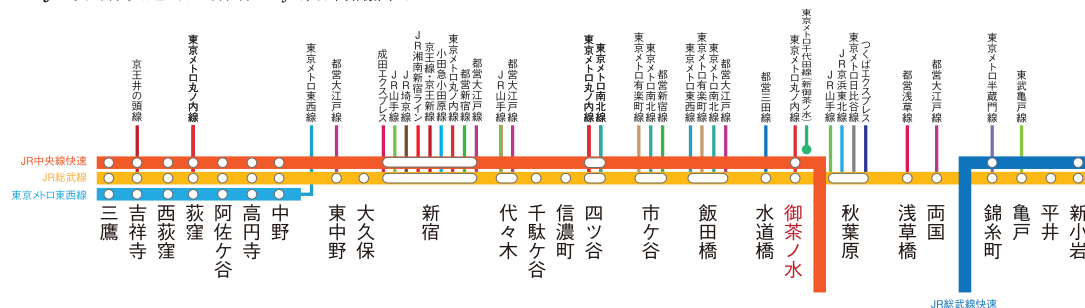 京王井の頭線
東京メトロ丸ノ内線
東京メトロ東西線
都営大江戸線
成田エクスプレス
JR山手線
JR埼京線
JR湘南新宿ライン
京王線・京王新線
小田急小田原線
東京メトロ丸ノ内線
都営新宿線
都営大江戸線
JR山手線
都営大江戸線
東京メトロ丸ノ内線
東京メトロ南北線
東京メトロ有楽町線
東京メトロ南北線
都営新宿線
東京メトロ東西線
東京メトロ有楽町線
東京メトロ南北線
都営大江戸線
都営三田線
東京メトロ丸ノ内線
東京メトロ千代田線(新御茶ノ水)
JR山手線
JR京浜東北線
東京メトロ日比谷線
つくばエクスプレス
都営浅草線
都営大江戸線
東京メトロ半蔵門線
東武亀戸線
JR中央線快速
JR総武線
東京メトロ東西線
三鷹
吉祥寺
西荻窪
荻窪
阿佐ケ谷
高円寺
中野
東中野
大久保
新宿
代々木
千駄ケ谷
信濃町
四ツ谷
市ケ谷
飯田橋
水道橋
御茶ノ水
秋葉原
浅草橋
両国
錦糸町
亀戸
平井
新小岩
JR総武線快速